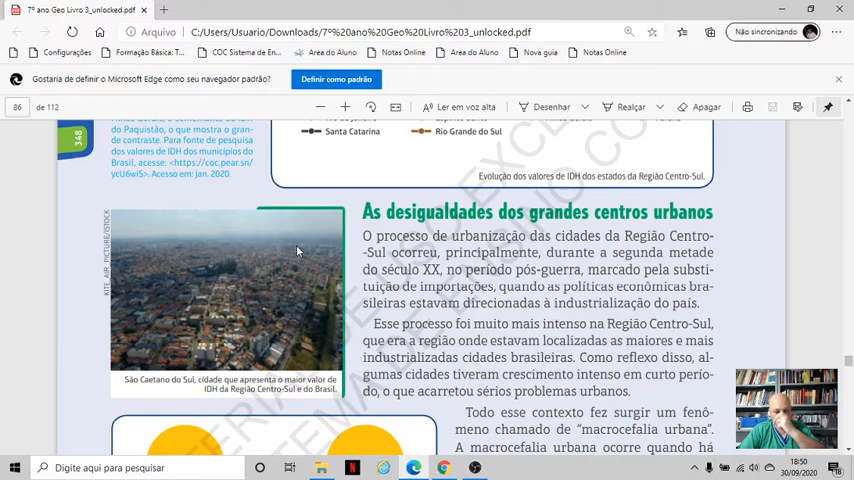 7º ano Geo Livro 3_unlocked.pdf
Arquivo
C:/Users/Usuario/Downloads/7º%20ano%20Geo%20Livro%203_unlocked.pdf
Não sincronizando
Configurações
Formação Básica: T...
COC Sistema de En...
Area do Aluno
Notas Online
Area do Aluno
Nova guia
Notas Online
Gostaria de definir o Microsoft Edge como seu navegador padrão?
Definir como padrão
86
de 112
Ler em voz alta
Desenhar
Realçar
Apagar
348
do Paquistão, o que mostra o gran-
de contraste. Para fonte de pesquisa
dos valores de IDH dos municípios do
Brasil, acesse: <https://coc.pear.sn/
ycU6wiS>. Acesso em: jan. 2020.
Santa Catarina
Rio Grande do Sul
Evolução dos valores de IDH dos estados da Região Centro-Sul.
KITE_AIR_PICTURE/ISTOCK
São Caetano do Sul, cidade que apresenta o maior valor de
IDH da Região Centro-Sul e do Brasil.
As desigualdades dos grandes centros urbanos
O processo de urbanização das cidades da Região Centro-
-Sul ocorreu, principalmente, durante a segunda metade
do século XX, no período pós-guerra, marcado pela substi-
tuição de importações, quando as políticas econômicas bra-
sileiras estavam direcionadas à industrialização do país.
Esse processo foi muito mais intenso na Região Centro-Sul,
que era a região onde estavam localizadas as maiores e mais
industrializadas cidades brasileiras. Como reflexo disso, al-
gumas cidades tiveram crescimento intenso em curto perío-
do, o que acarretou sérios problemas urbanos.
Todo esse contexto fez surgir um fenô-
meno chamado de "macrocefalia urbana".
A macrocefalia urbana ocorre quando há
Digite aqui para pesquisar
18:50
30/09/2020
18